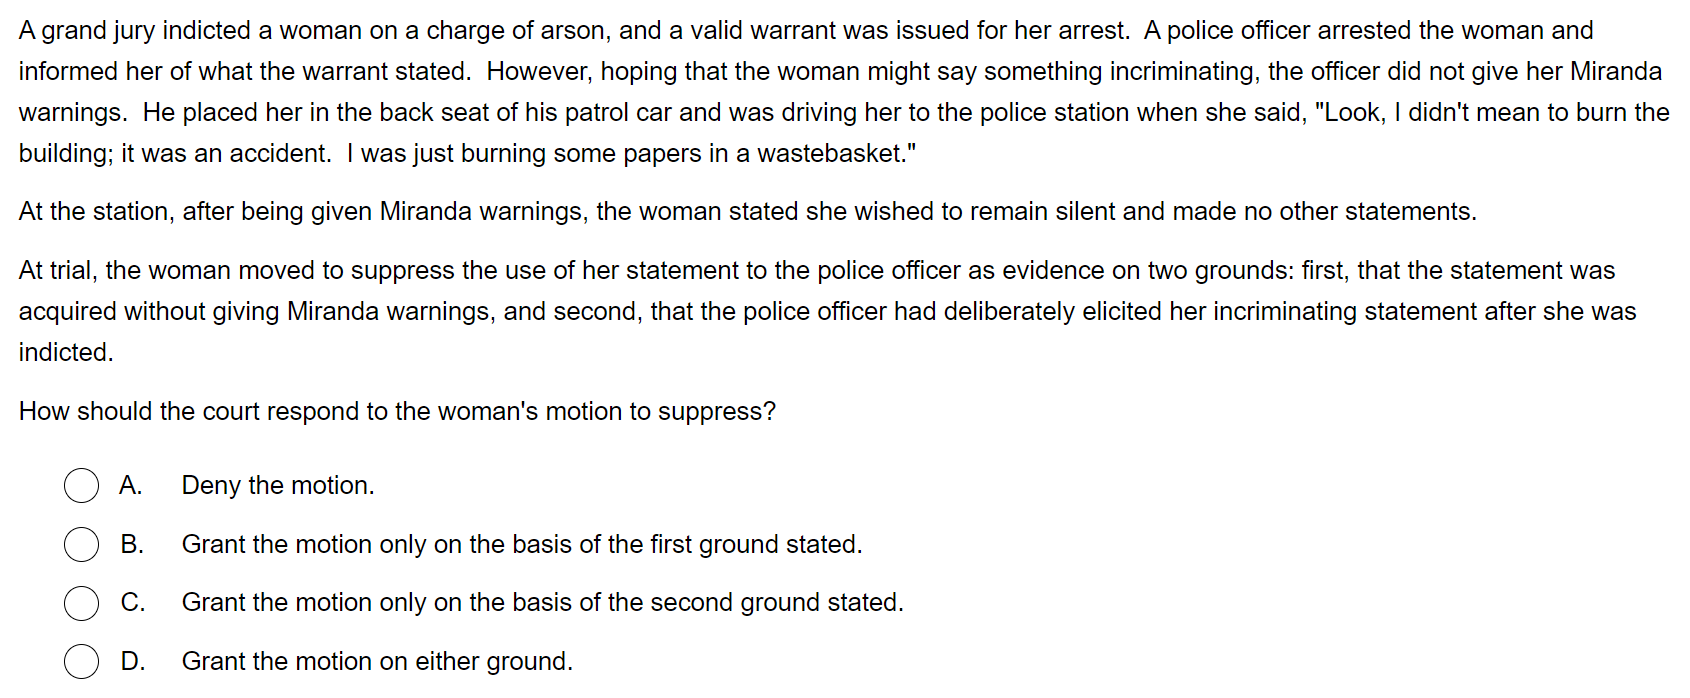 A grand jury indicted a woman on a charge of arson, and a valid warrant was issued for her arrest.  A police officer arrested the woman and
informed her of what the warrant stated.  However, hoping that the woman might say something incriminating, the officer did not give her Miranda
warnings.  He placed her in the back seat of his patrol car and was driving her to the police station when she said, "Look, I didn't mean to burn the
building; it was an accident.  I was just burning some papers in a wastebasket."
At the station, after being given Miranda warnings, the woman stated she wished to remain silent and made no other statements.
At trial, the woman moved to suppress the use of her statement to the police officer as evidence on two grounds: first, that the statement was
acquired without giving Miranda warnings, and second, that the police officer had deliberately elicited her incriminating statement after she was
indicted.
How should the court respond to the woman's motion to suppress?
A. Deny the motion.
B. Grant the motion only on the basis of the first ground stated.
C. Grant the motion only on the basis of the second ground stated.
D. Grant the motion on either ground.